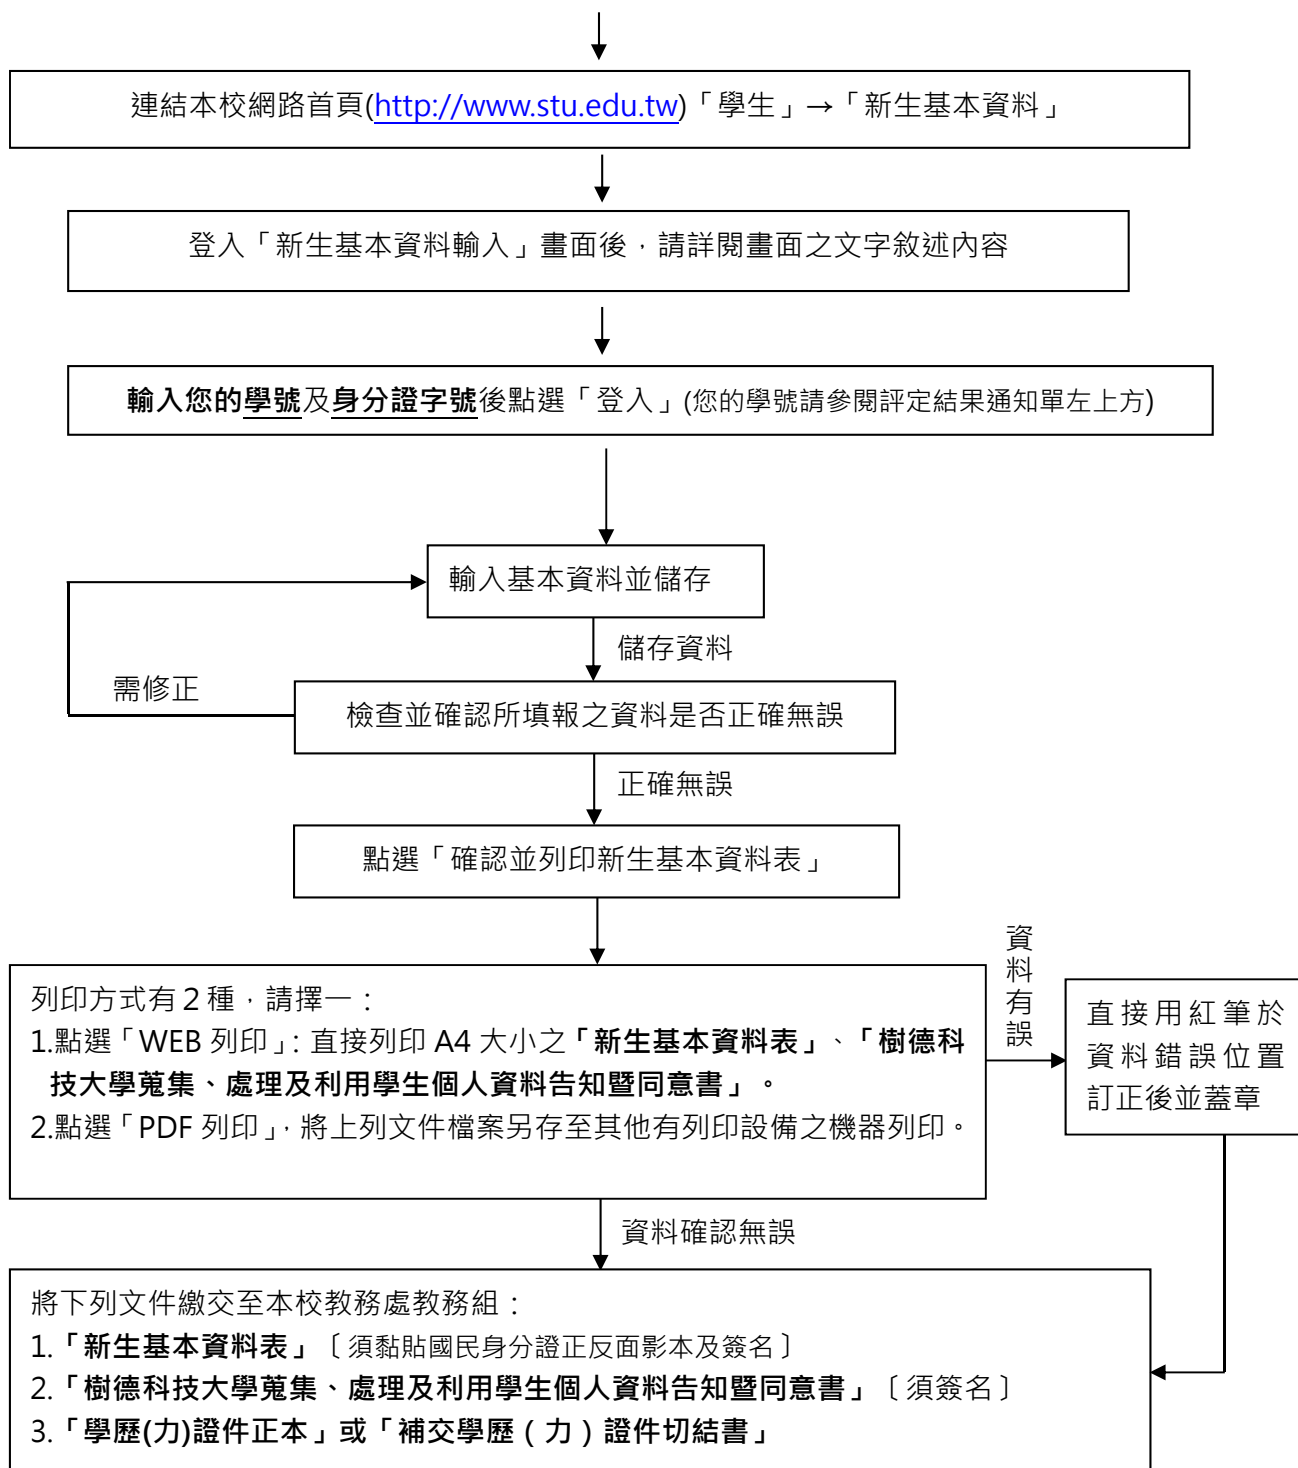 連結本校網路首頁(http://www.stu.edu.tw)「學生」→「新生基本資料」
登入「新生基本資料輸入」畫面後，請詳閱畫面之文字敘述內容
輸入您的學號及身分證字號後點選「登入」(您的學號請參閱評定結果通知單左上方)
輸入基本資料並儲存
儲存資料
需修正
檢查並確認所填報之資料是否正確無誤
正確無誤
點選「確認並列印新生基本資料表」
列印方式有2種，請擇一：
1.點選「WEB 列印」：直接列印 A4 大小之「新生基本資料表」、「樹德科
技大學蒐集、處理及利用學生個人資料告知暨同意書」。
2.點選「PDF 列印」，將上列文件檔案另存至其他有列印設備之機器列印。
資料有誤
直接用紅筆於
資料錯誤位置
訂正後並蓋章
資料確認無誤
將下列文件繳交至本校教務處教務組：
1.「新生基本資料表」〔須黏貼國民身分證正反面影本及簽名〕
2.「樹德科技大學蒐集、處理及利用學生個人資料告知暨同意書」〔須簽名〕
3.「學歷(力)證件正本」或「補交學歷（力）證件切結書」